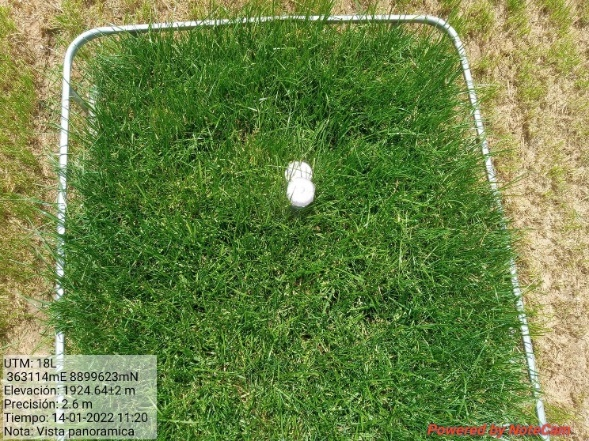 UTM: 18L
363114mE 8899623mN
Elevación: 1924.64±2 m
Precisión: 2.6 m
Tiempo: 14-01-2022 11:20
Nota: Vista panoramica
Powered by NoteCam